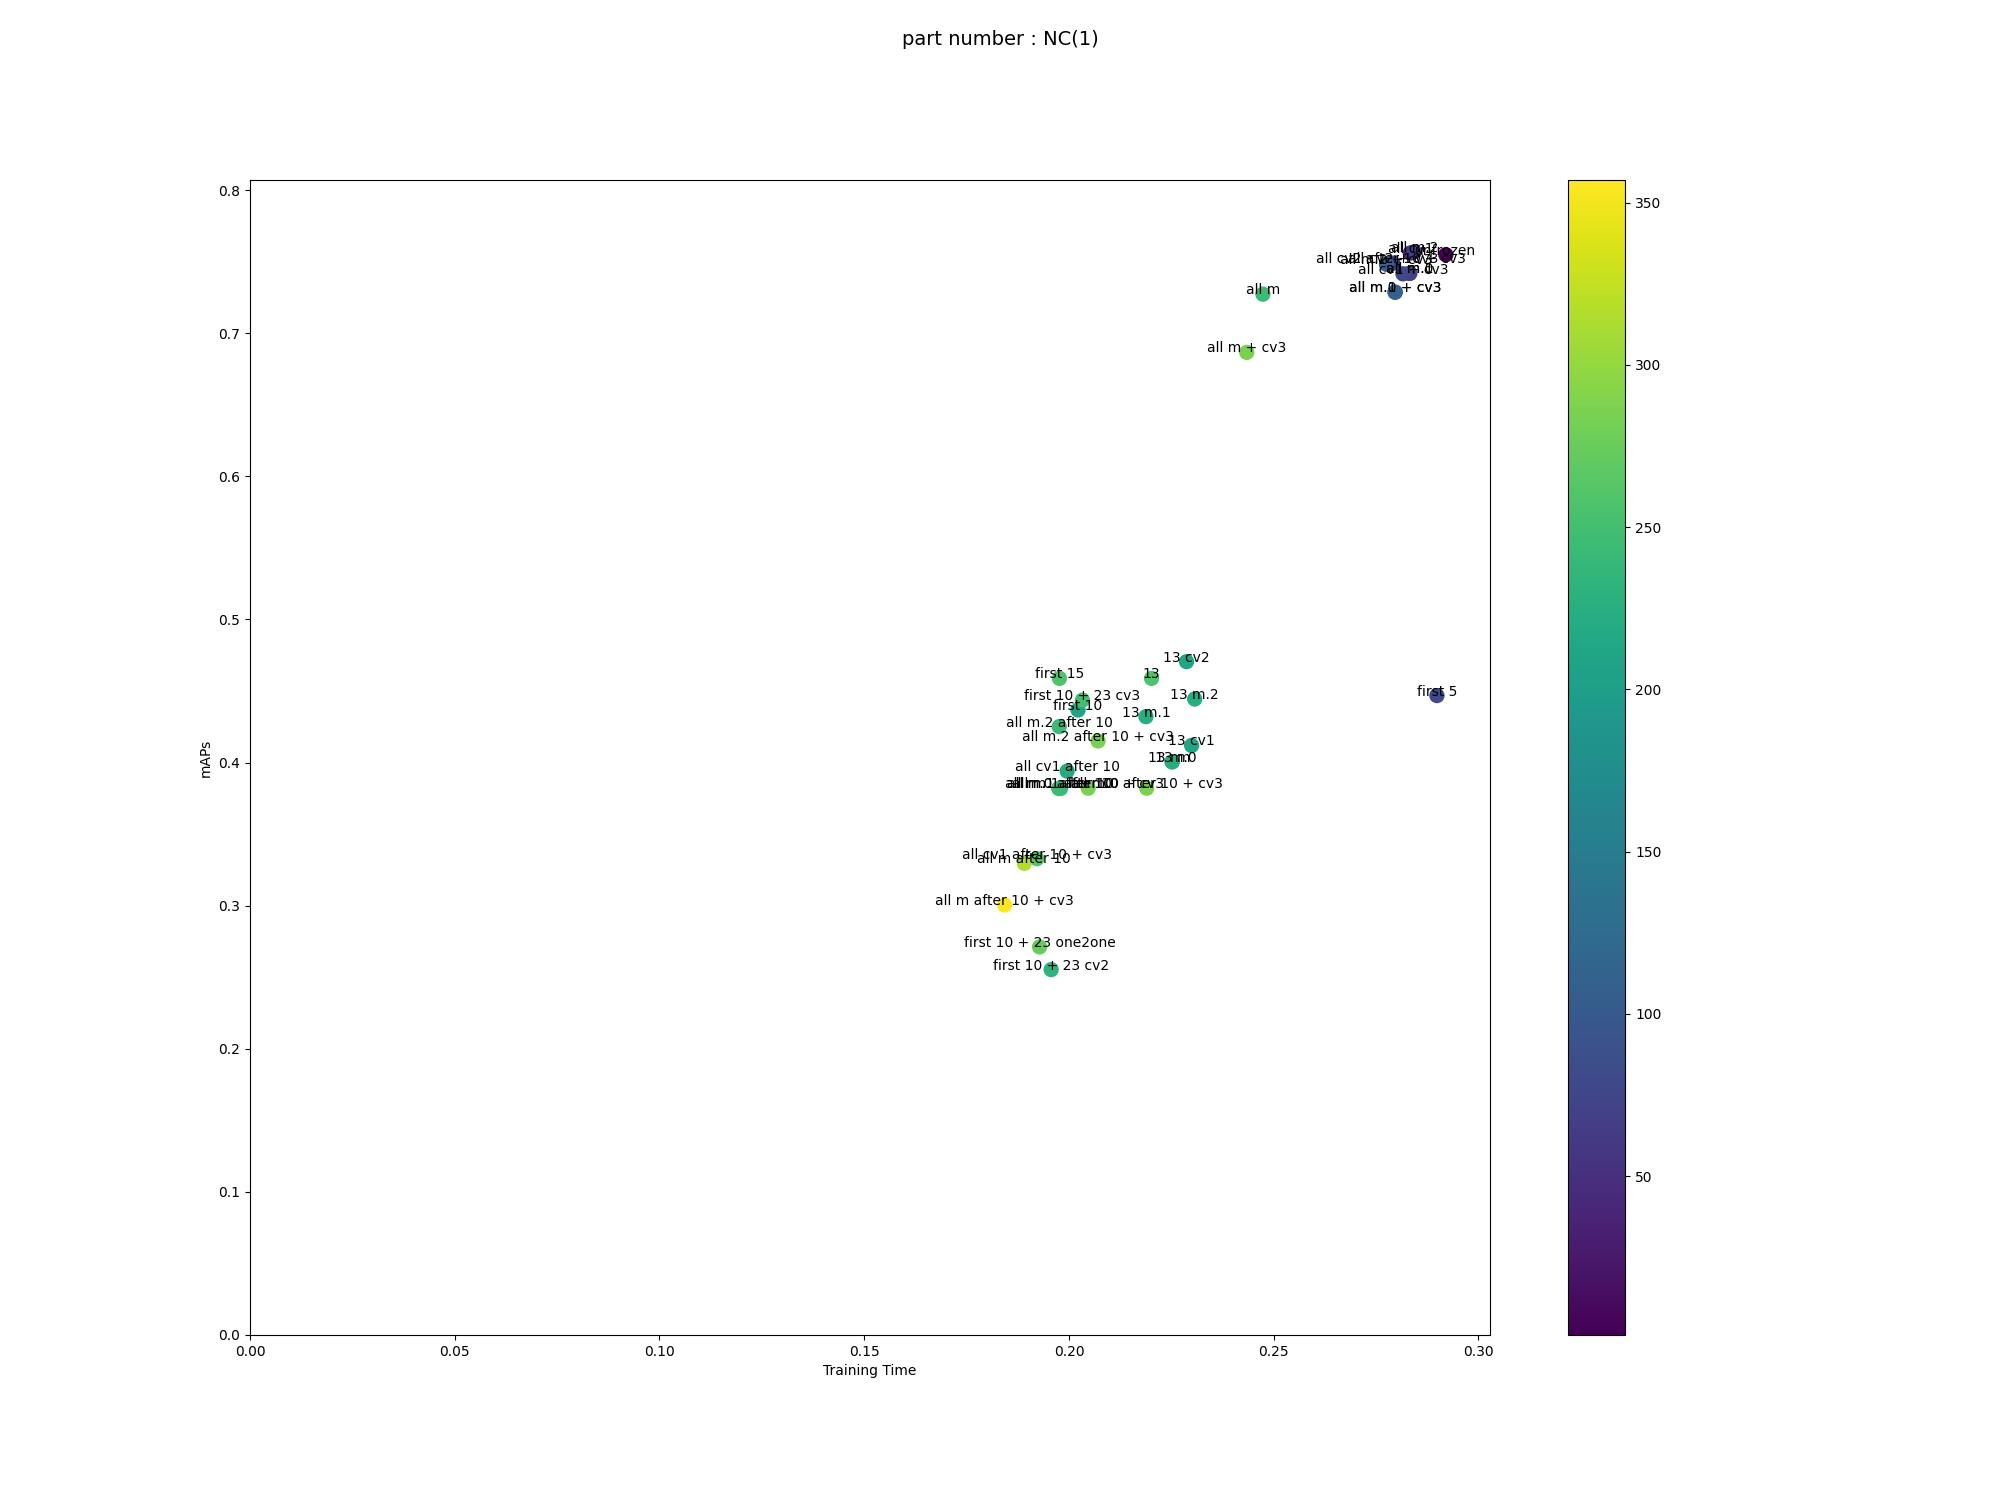 part number : NC(1)
0.8
0.7
0.6
0.5
0.4
0.3
0.2
0.1
0.0
mAPs
all m
all m + cv3
first 15
13
13 cv2
first 5
first 10 + 23 cv3
first 10
13 m.2
13 m.1
all m.2 after 10
all m.2 after 10 + cv3
13 cv1
all cv1 after 10
after 10 + cv3
all cv1 after 10 + cv3
all m after 10
all m after 10 + cv3
first 10 + 23 one2one
first 10 + 23 cv2
0.00
0.05
0.10
0.15
0.20
0.25
0.30
Training Time
350
300
250
200
150
100
50